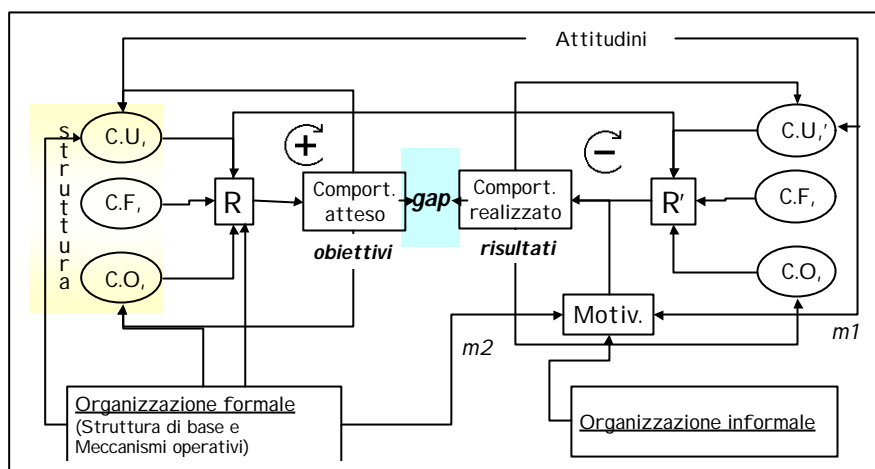 Attitudini
struttura
C.U,
C.F,
C.O,
R
+
Comport.
atteso
obiettivi
gap
Comport.
realizzato
risultati
-
R'
C.U,'
C.F,
C.O,
Motiv.
m2
m1
Organizzazione formale
(Struttura di base e
Meccanismi operativi)
Organizzazione informale